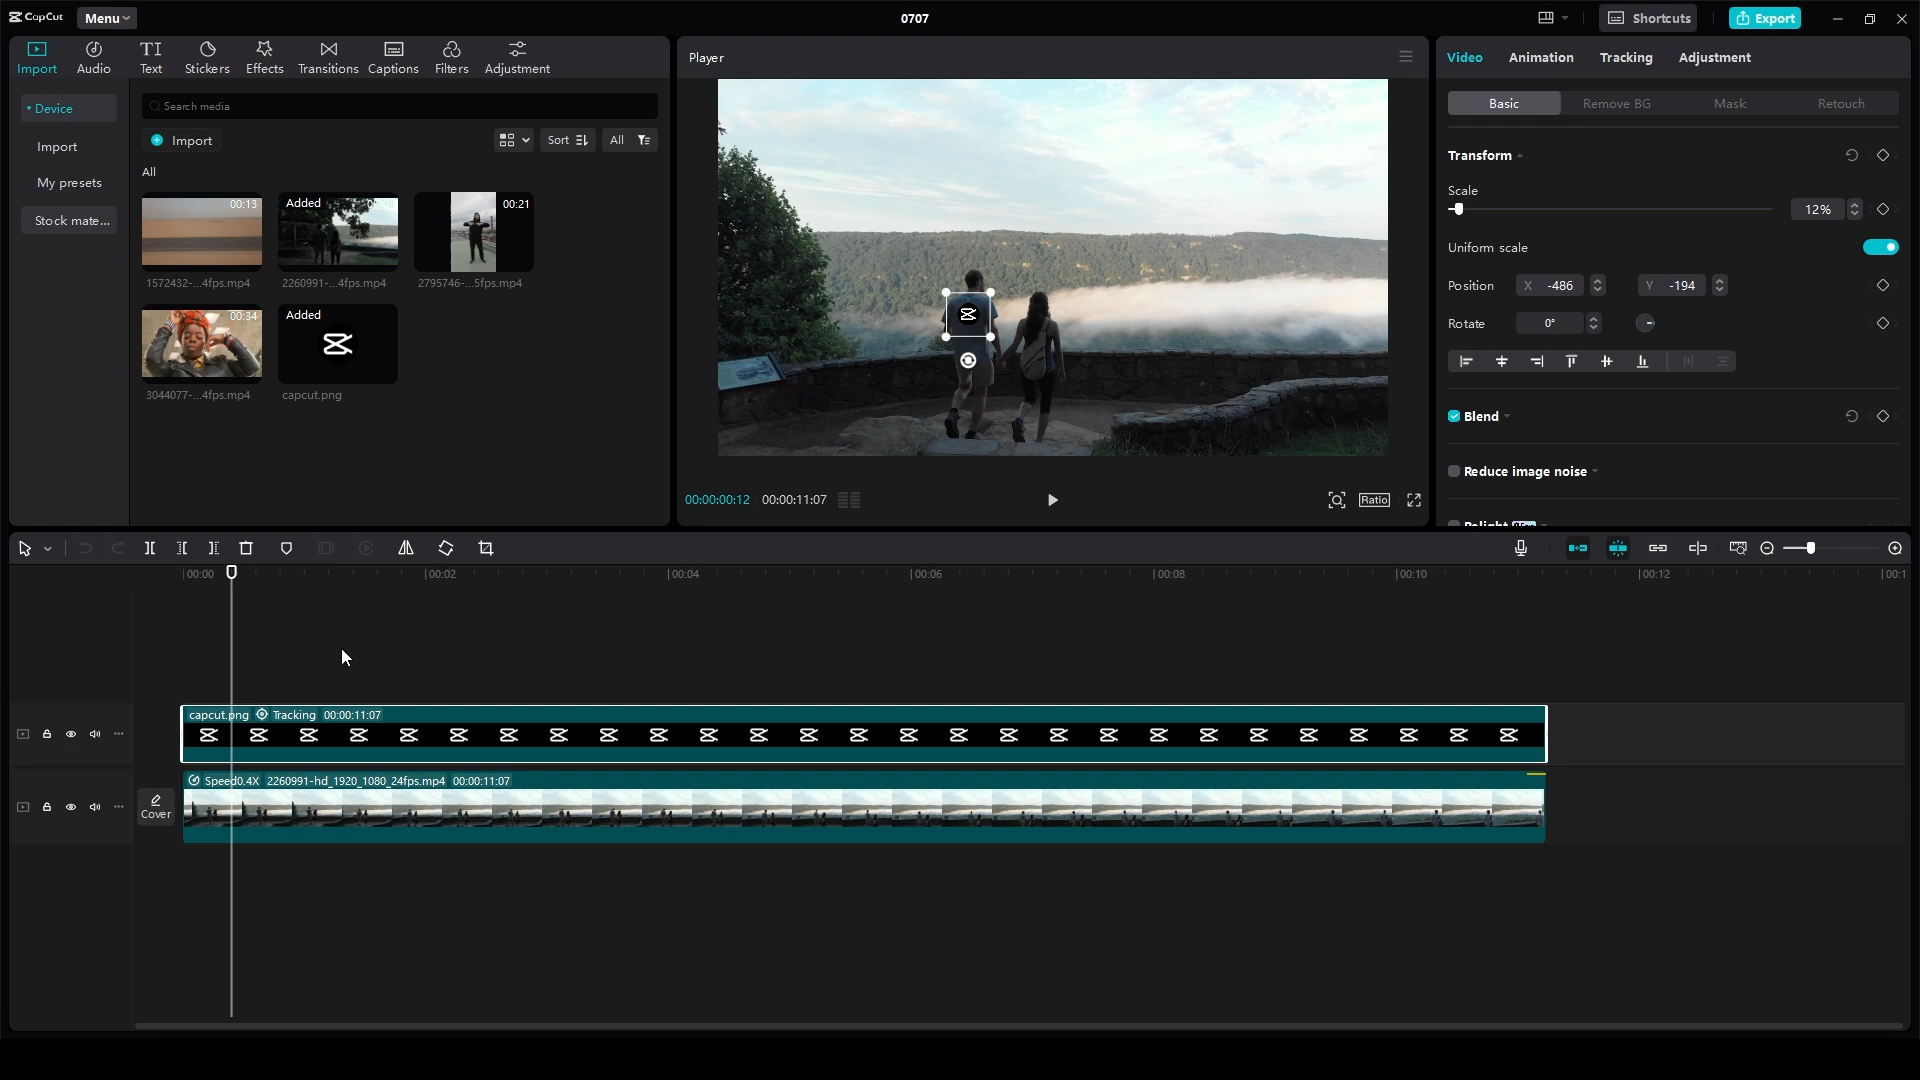 CapCut
Menu
0707
Shortcuts
Export
Import
Audio
TI
Text
Stickers
Effects
Transitions
Captions
Filters
Adjustment
Device
Import
My presets
Stock mate...
Search media
Import
Sort
All
All
00:13
1572432-...4fps.mp4
Added
2260991-...4fps.mp4
00:21
2795746-...5fps.mp4
00:34
3044077-...4fps.mp4
Added
capcut.png
Player
00:00:00:12
00:00:11:07
Ratio
Video
Animation
Tracking
Adjustment
Basic
Remove BG
Mask
Retouch
Transform
Scale
12%
Uniform scale
Position
X -486
Y -194
Rotate
0°
Blend
Reduce image noise
00:00
00:02
00:04
00:06
00:08
00:10
00:12
capcut.png Tracking 00:00:11:07
Cover
Speed0.4X 2260991-hd_1920_1080_24fps.mp4 00:00:11:07